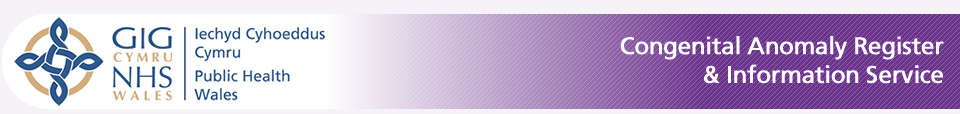 GIG
CYMRU
NHS
WALES
Iechyd Cyhoeddus
Cymru
Public Health
Wales
Congenital Anomaly Register
& Information Service